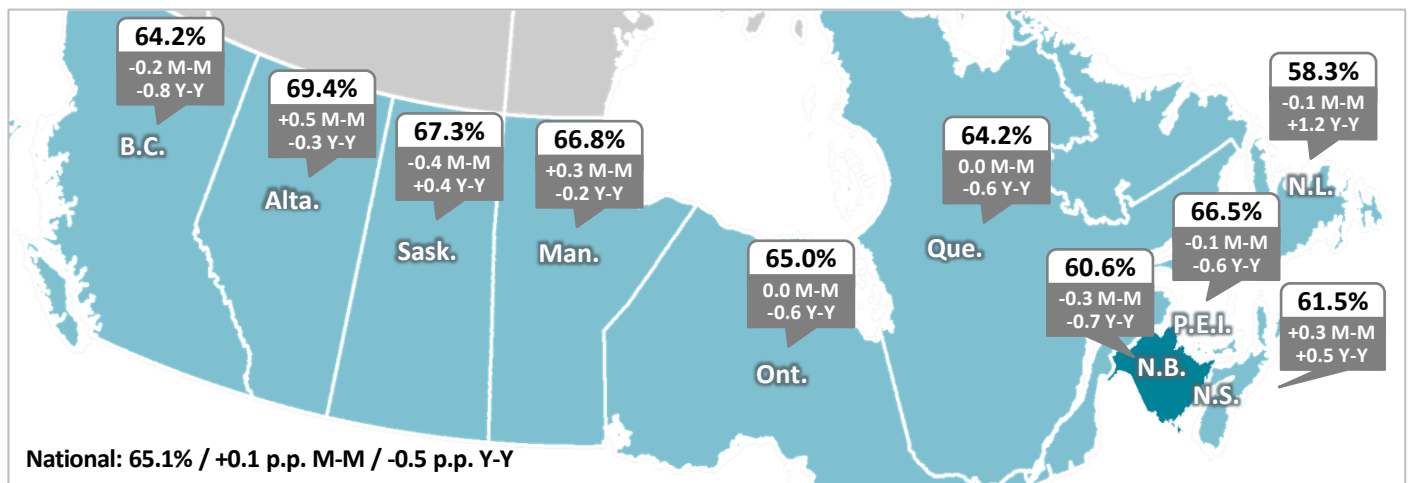 64.2%
-0.2 M-M
-0.8 Y-Y
B.C.
69.4%
+0.5 M-M
-0.3 Y-Y
Alta.
67.3%
-0.4 M-M
+0.4 Y-Y
Sask.
66.8%
+0.3 M-M
-0.2 Y-Y
Man.
65.0%
0.0 M-M
-0.6 Y-Y
Ont.
64.2%
0.0 M-M
-0.6 Y-Y
Que.
58.3%
-0.1 M-M
+1.2 Y-Y
N.L.
66.5%
-0.1 M-M
-0.6 Y-Y
P.E.I.
60.6%
-0.3 M-M
-0.7 Y-Y
N.B.
61.5%
+0.3 M-M
+0.5 Y-Y
N.S.
National: 65.1% / +0.1 p.p. M-M / -0.5 p.p. Y-Y